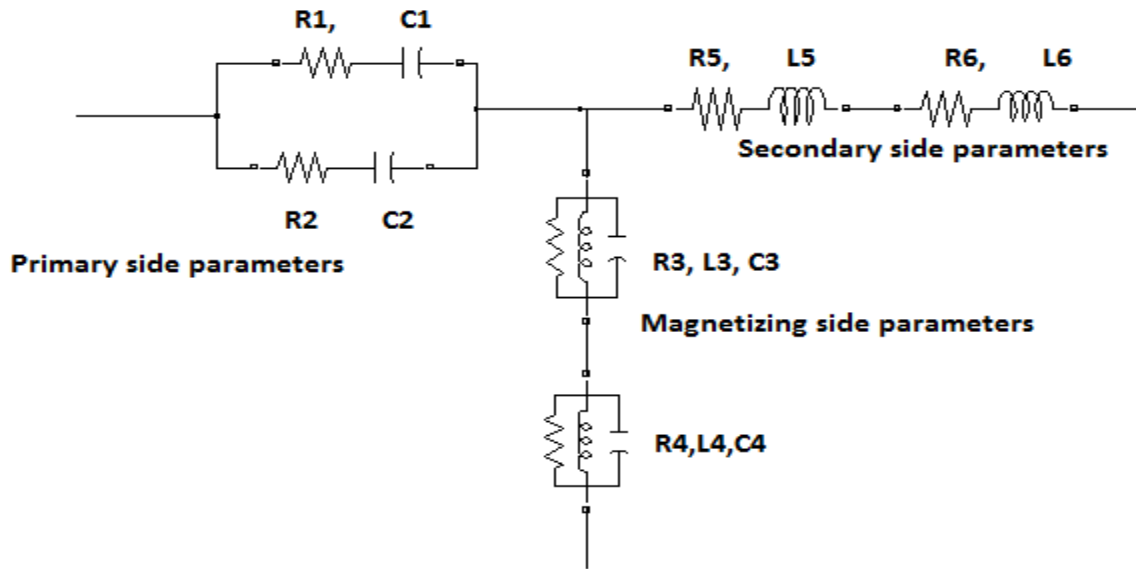 R1, C1
R5, L5 R6, L6
Secondary side parameters
R2 C2
Primary side parameters
R3, L3, C3
Magnetizing side parameters
R4,L4,C4